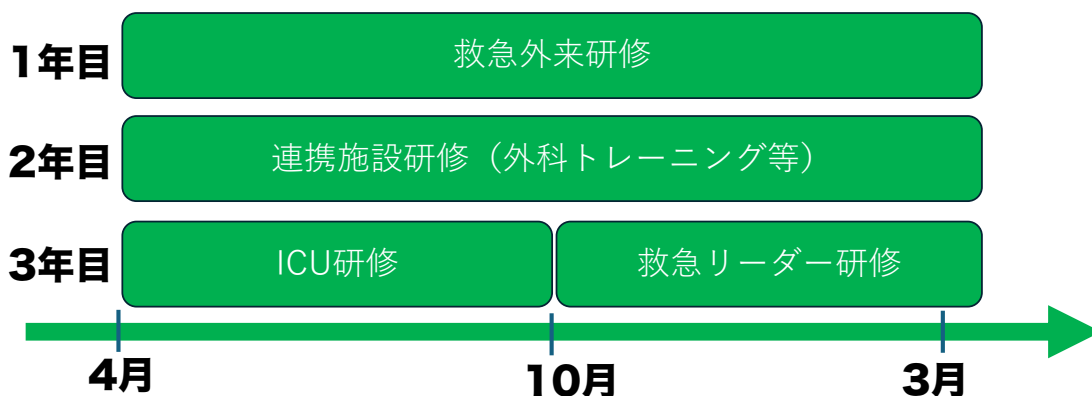 1年目
救急外来研修
2年目
連携施設研修（外科トレーニング等）
3年目
ICU研修
救急リーダー研修
4月
10月
3月